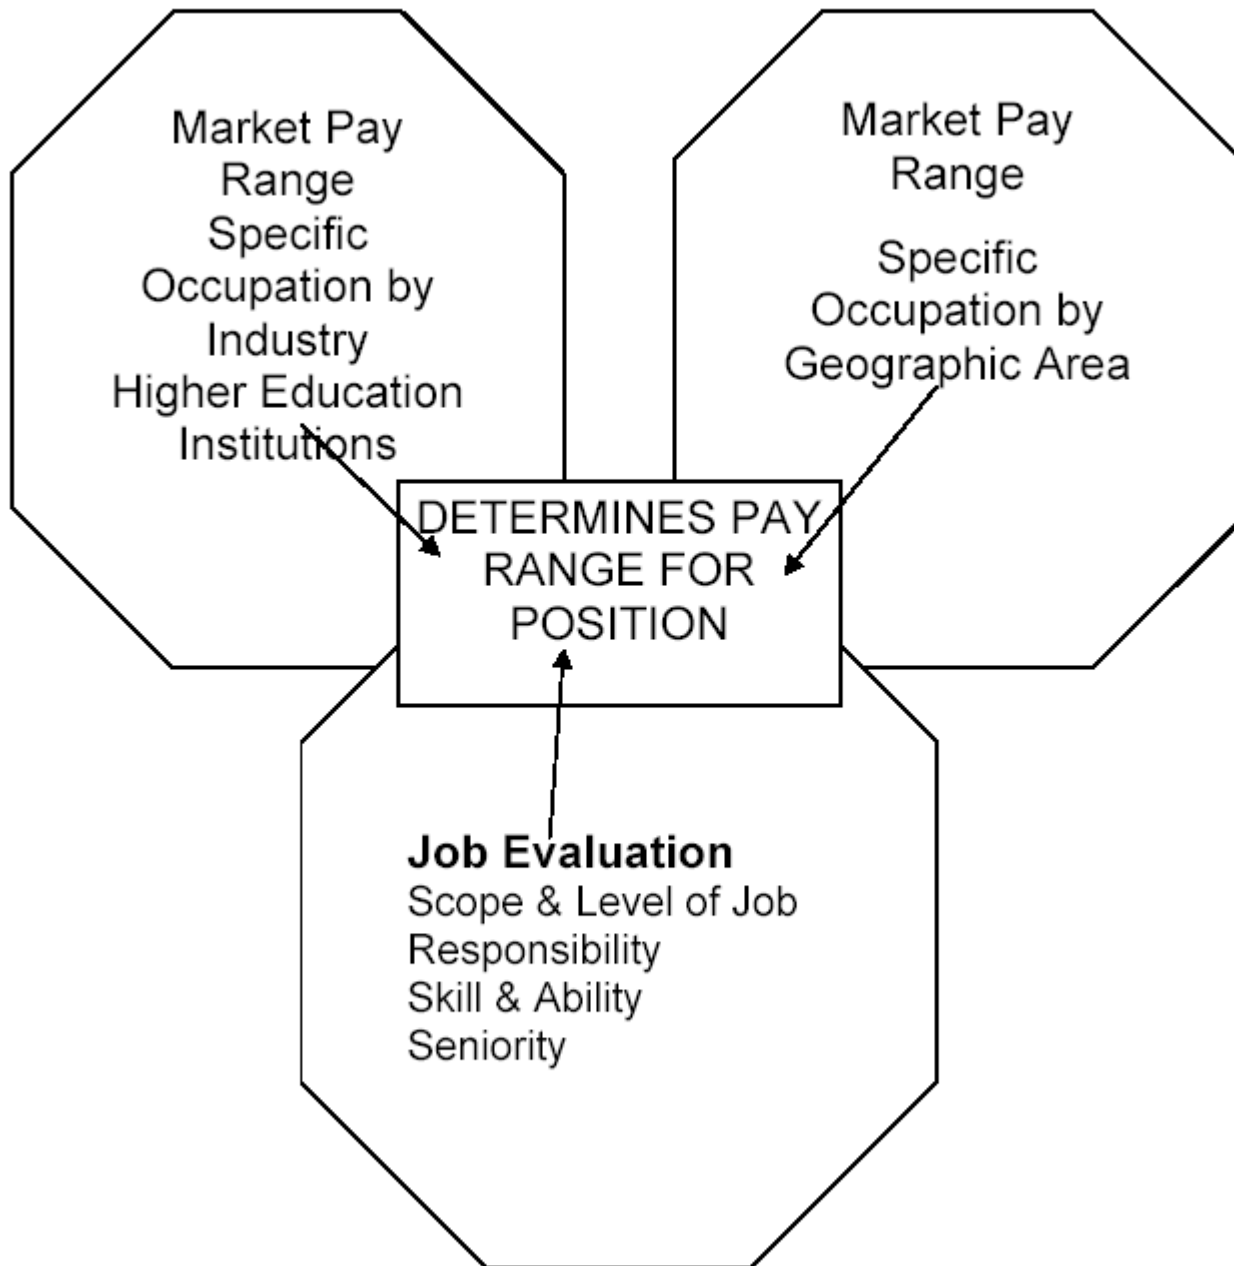 Market Pay
Range
Specific
Occupation by
Industry
Higher Education
Institutions
Market Pay
Range
Specific
Occupation by
Geographic Area
DETERMINES PAY
RANGE FOR
POSITION
Job Evaluation
Scope & Level of Job
Responsibility
Skill & Ability
Seniority